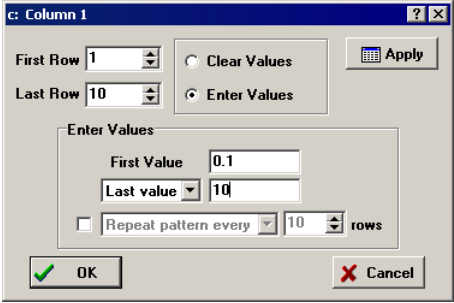 c: Column 1
First Row 1 Clear Values Apply
Last Row 10 Enter Values
Enter Values
First Value 0.1
Last value 10
Repeat pattern every 10 rows
OK Cancel